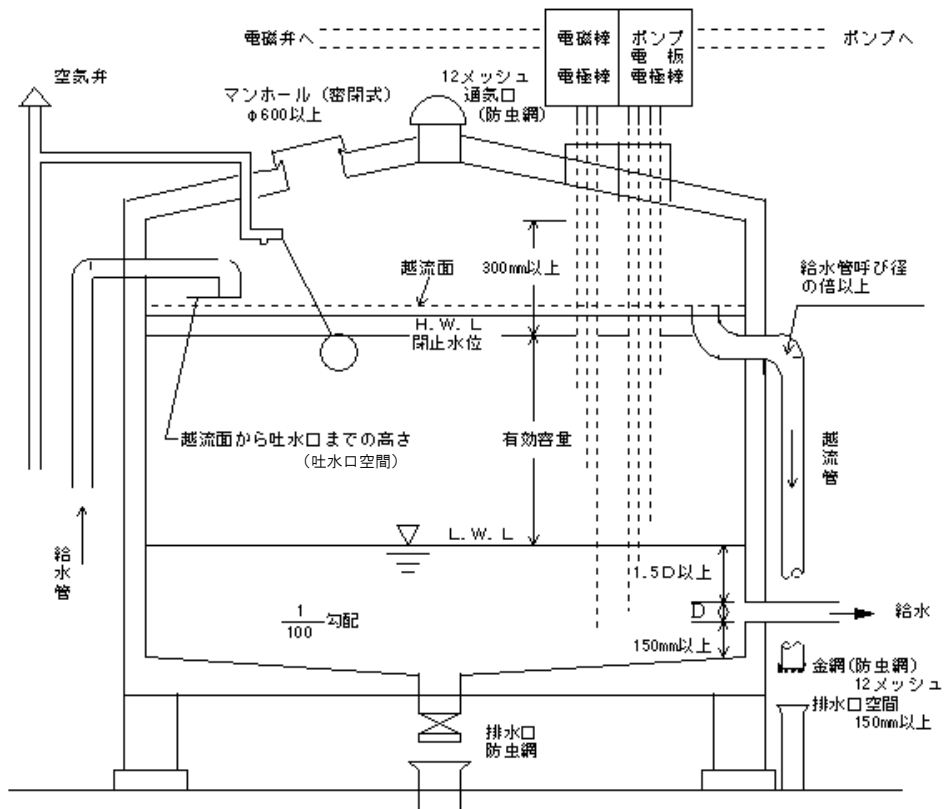 電磁弁へ
電磁棒
電極棒
ポンプ
電 板
電極棒
ポンプへ
空気弁
マンホール（密閉式）
φ600以上
12メッシュ
通気口
(防虫網)
越流面
300mm以上
給水管呼び径
の倍以上
H.W.L
閉止水位
越流面から吐水口までの高さ
（吐水口空間）
有効容量
越流管
給水管
L.W.L
1.5D以上
1
100
勾配
D
給水
150mm以上
金網(防虫網)
12メッシュ
排水口空間
150mm以上
排水口
防虫網